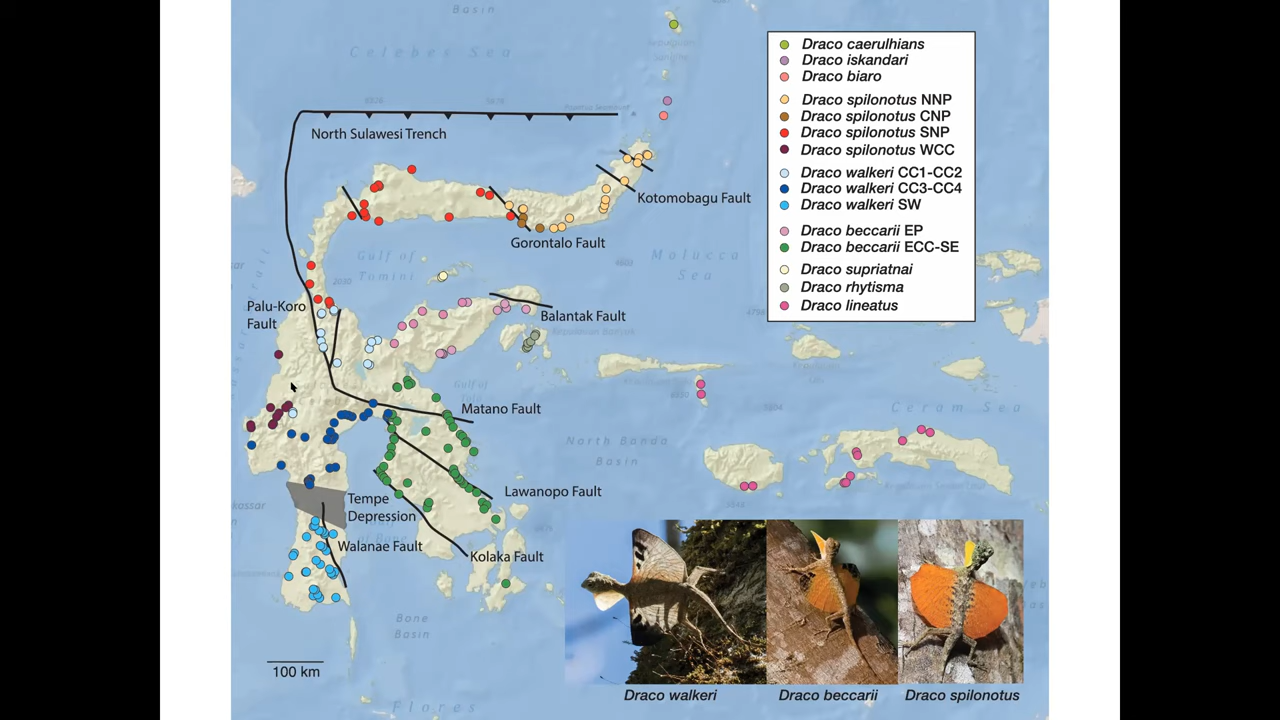 Basin
Celebes Sea
North Sulawesi Trench
Kotomobagu Fault
Gorontalo Fault
Gulf of
Tomini
Molucca
Sea
Palu-Koro
Fault
Balantak Fault
Matano Fault
Ceram Sea
North Banda
Basin
Lawanopo Fault
Tempe
Depression
Walanae Fault
Kolaka Fault
Bone
Basin
100 km
Flores
Draco caerulhians
Draco iskandari
Draco biaro
Draco spilonotus NNP
Draco spilonotus CNP
Draco spilonotus SNP
Draco spilonotus WCC
Draco walkeri CC1-CC2
Draco walkeri CC3-CC4
Draco walkeri SW
Draco beccarii EP
Draco beccarii ECC-SE
Draco supriatnai
Draco rhytisma
Draco lineatus
Draco walkeri
Draco beccarii
Draco spilonotus